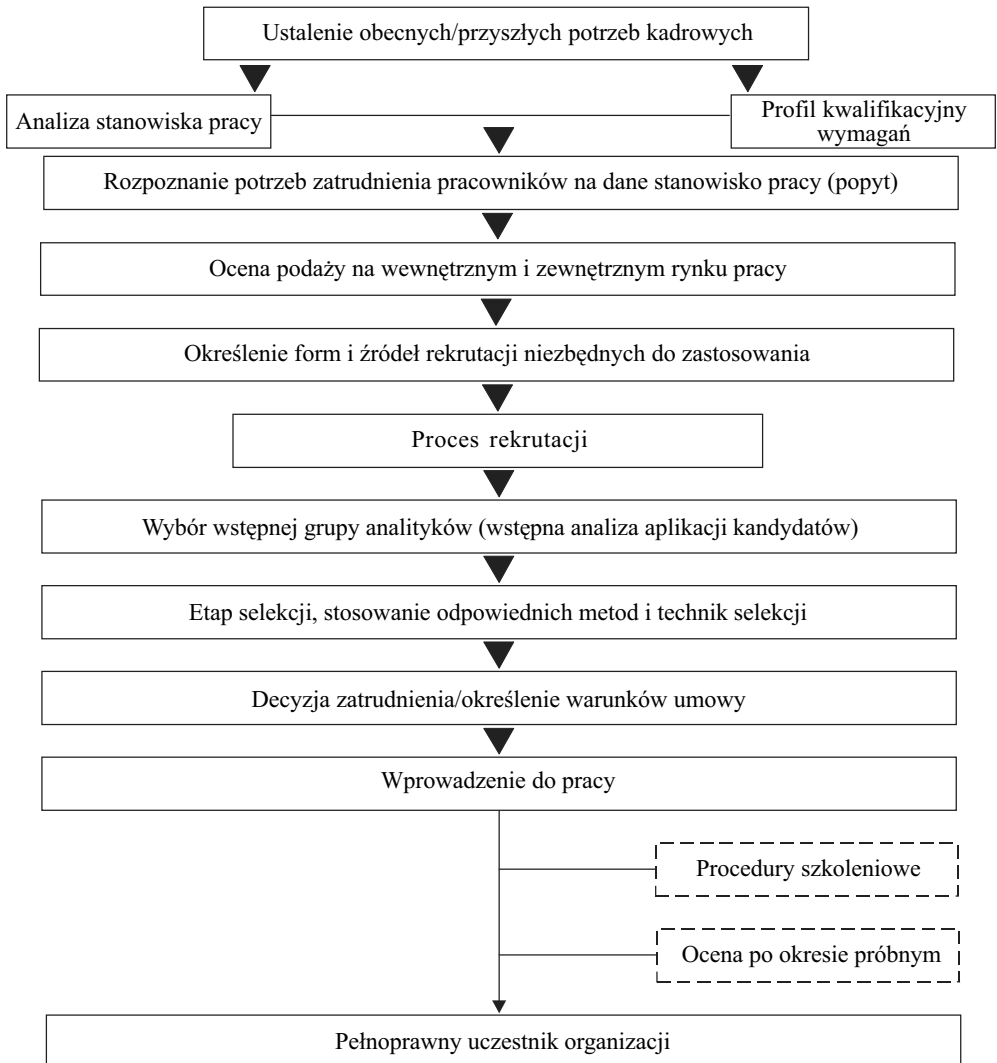 Ustalenie obecnych/przyszłych potrzeb kadrowych
Analiza stanowiska pracy
Profil kwalifikacyjny
wymagań
Rozpoznanie potrzeb zatrudnienia pracowników na dane stanowisko pracy (popyt)
Ocena podaży na wewnętrznym i zewnętrznym rynku pracy
Określenie form i źródeł rekrutacji niezbędnych do zastosowania
Proces rekrutacji
Wybór wstępnej grupy analityków (wstępna analiza aplikacji kandydatów)
Etap selekcji, stosowanie odpowiednich metod i technik selekcji
Decyzja zatrudnienia/określenie warunków umowy
Wprowadzenie do pracy
Procedury szkoleniowe
Ocena po okresie próbnym
Pełnoprawny uczestnik organizacji